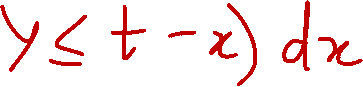 y ≤ t - x) dx